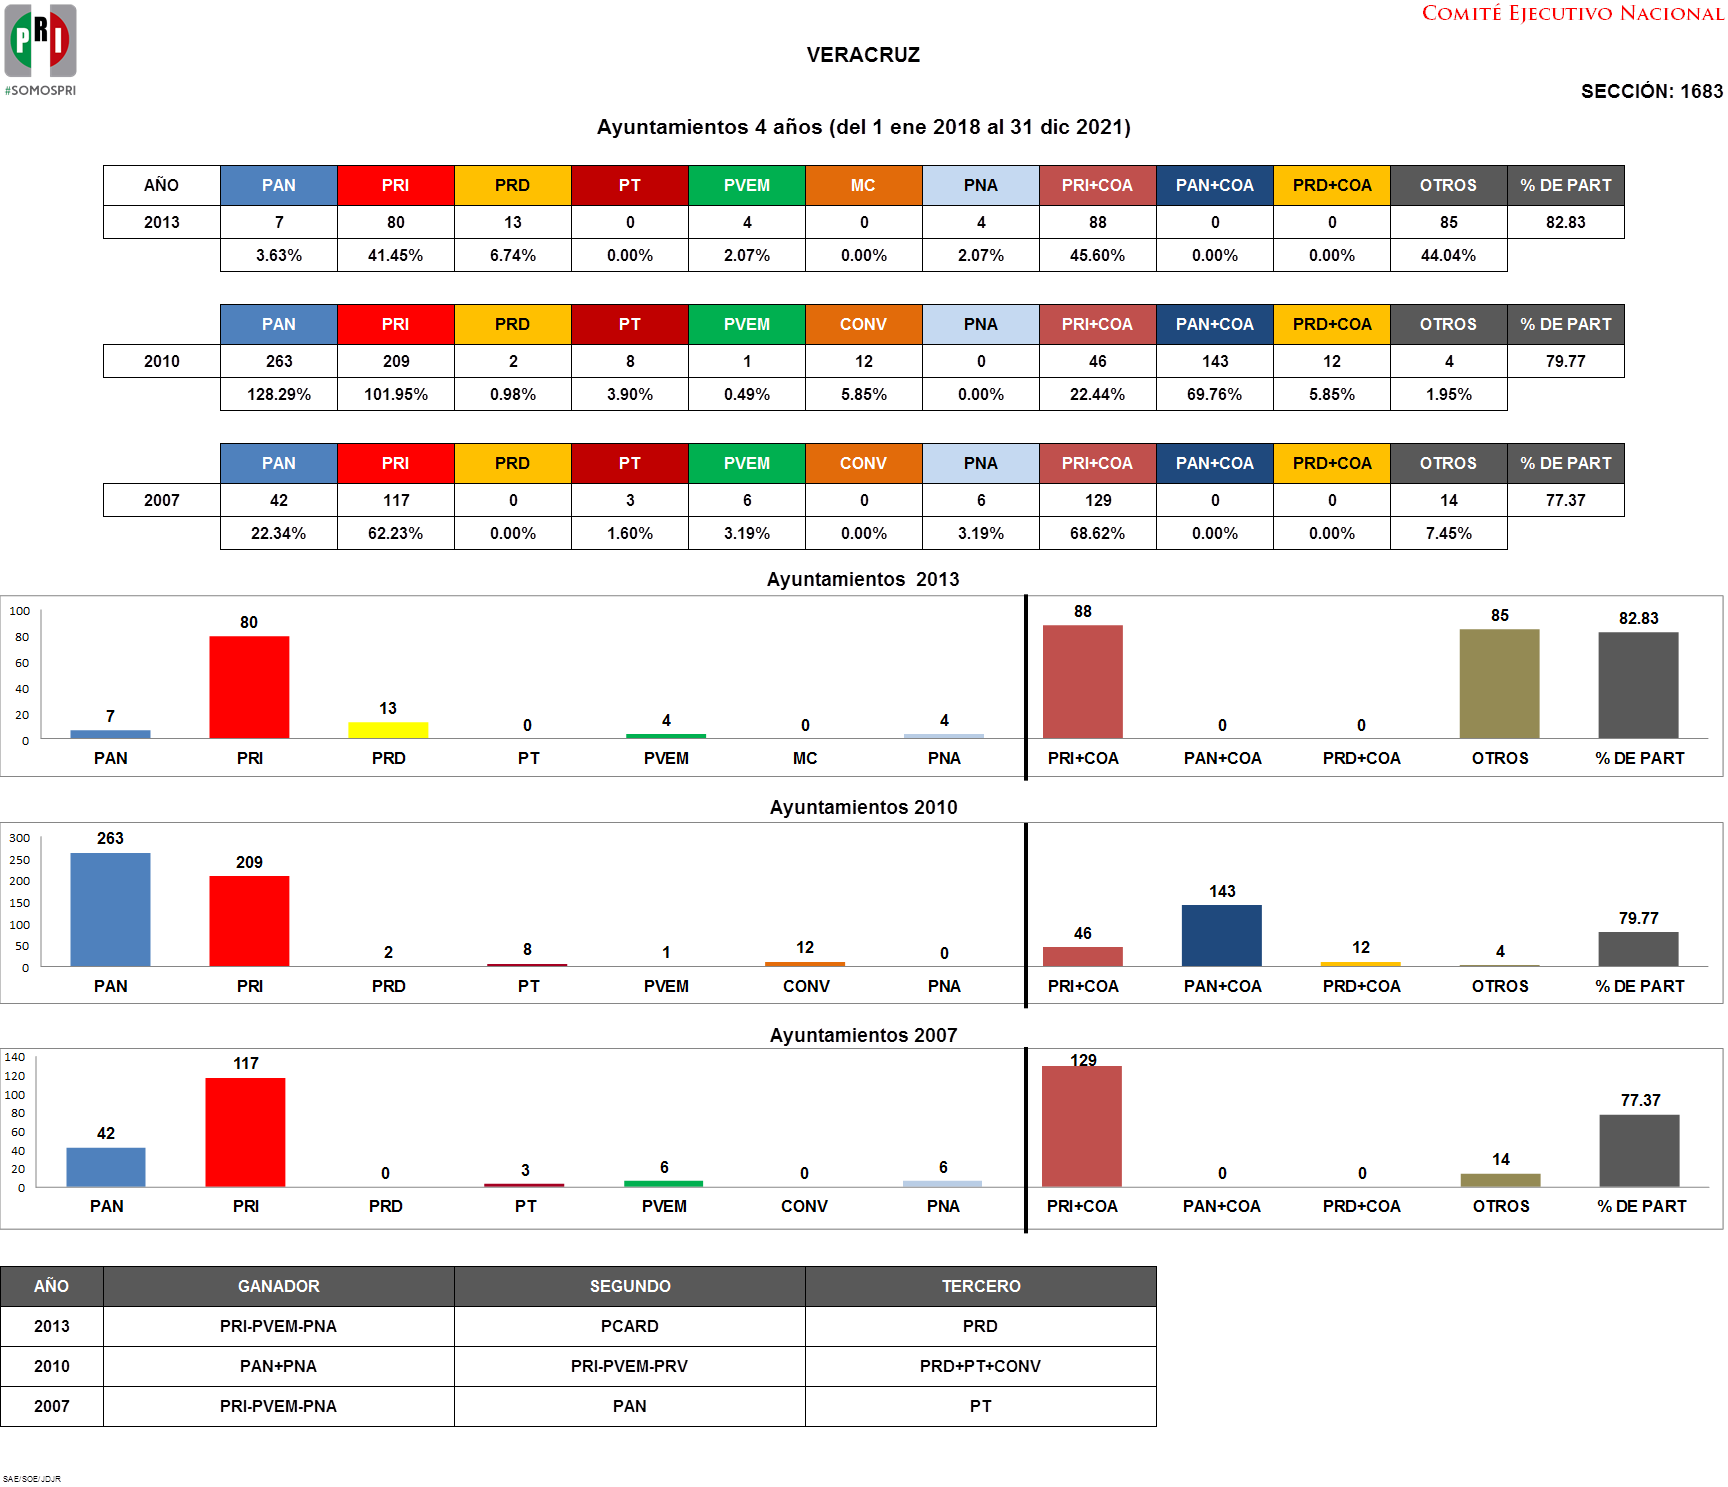 PRI
#SOMOSPRI
COMITÉ EJECUTIVO NACIONAL
VERACRUZ
SECCIÓN: 1683
Ayuntamientos 4 años (del 1 ene 2018 al 31 dic 2021)
AÑO PAN PRI PRD PT PVEM MC PNA PRI+COA PAN+COA PRD+COA OTROS % DE PART
2013 7 80 13 0 4 0 4 88 0 0 85 82.83
3.63% 41.45% 6.74% 0.00% 2.07% 0.00% 2.07% 45.60% 0.00% 0.00% 44.04%
PAN PRI PRD PT PVEM CONV PNA PRI+COA PAN+COA PRD+COA OTROS % DE PART
2010 263 209 2 8 1 12 0 46 143 12 4 79.77
128.29% 101.95% 0.98% 3.90% 0.49% 5.85% 0.00% 22.44% 69.76% 5.85% 1.95%
PAN PRI PRD PT PVEM CONV PNA PRI+COA PAN+COA PRD+COA OTROS % DE PART
2007 42 117 0 3 6 0 6 129 0 0 14 77.37
22.34% 62.23% 0.00% 1.60% 3.19% 0.00% 3.19% 68.62% 0.00% 0.00% 7.45%
Ayuntamientos 2013
100
80
60
40
20
0
7 80 13 0 4 0 4 88 0 0 85 82.83
PAN PRI PRD PT PVEM MC PNA PRI+COA PAN+COA PRD+COA OTROS % DE PART
Ayuntamientos 2010
300
250
200
150
100
50
0
263 209 2 8 1 12 0 46 143 12 4 79.77
PAN PRI PRD PT PVEM CONV PNA PRI+COA PAN+COA PRD+COA OTROS % DE PART
Ayuntamientos 2007
140
120
100
80
60
40
20
0
42 117 0 3 6 0 6 129 0 0 14 77.37
PAN PRI PRD PT PVEM CONV PNA PRI+COA PAN+COA PRD+COA OTROS % DE PART
AÑO GANADOR SEGUNDO TERCERO
2013 PRI-PVEM-PNA PCARD PRD
2010 PAN+PNA PRI-PVEM-PRV PRD+PT+CONV
2007 PRI-PVEM-PNA PAN PT
SAE/SOE/JDJR